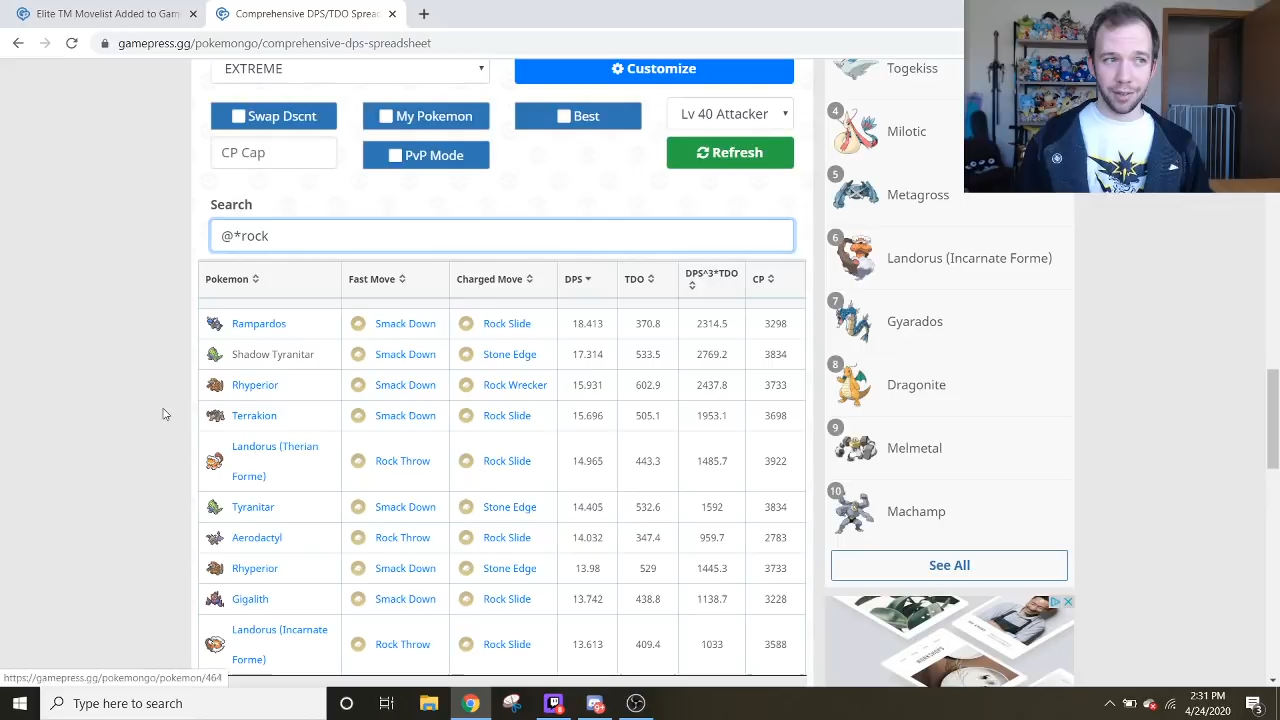 Elite TM Movelist Added to Gam
Comprehensive DPS/TDO Spread
gamepress.gg/pokemongo/comprehensive-dps-spreadsheet
EXTREME
Customize
Swap Dscnt
My Pokemon
Best
Lv 40 Attacker
CP Cap
PvP Mode
Refresh
Search
@*rock
Pokemon Fast Move Charged Move DPS TDO DPS^3*TDO CP
Rampardos Smack Down Rock Slide 18.413 370.8 2314.5 3298
Shadow Tyranitar Smack Down Stone Edge 17.314 533.5 2769.2 3834
Rhyperior Smack Down Rock Wrecker 15.931 602.9 2437.8 3733
Terrakion Smack Down Rock Slide 15.696 505.1 1953.1 3698
Landorus (Therian
Forme) Rock Throw Rock Slide 14.965 443.3 1485.7 3922
Tyranitar Smack Down Stone Edge 14.405 532.6 1592 3834
Aerodactyl Rock Throw Rock Slide 14.032 347.4 959.7 2783
Rhyperior Smack Down Stone Edge 13.98 529 1445.3 3733
Gigalith Smack Down Rock Slide 13.742 438.8 1138.7 3228
Landorus (Incarnate
Forme) Rock Throw Rock Slide 13.613 409.4 1033 3588
Togekiss
4 Milotic
5 Metagross
6 Landorus (Incarnate Forme)
7 Gyarados
8 Dragonite
9 Melmetal
10 Machamp
See All
https://gamepress.gg/pokemongo/pokemon/464
Type here to search
2:31 PM
4/24/2020
3